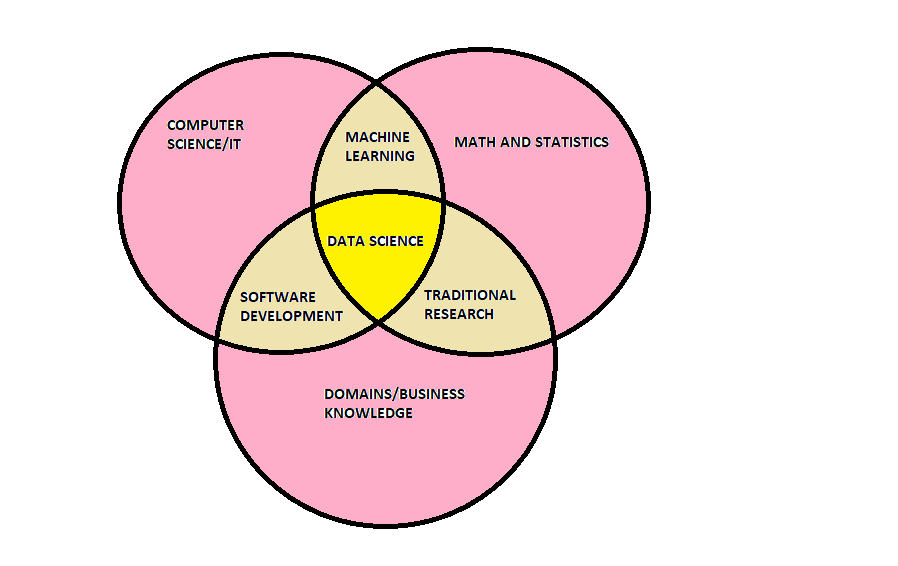 COMPUTER
SCIENCE/IT
MACHINE
LEARNING
MATH AND STATISTICS
DATA SCIENCE
SOFTWARE
DEVELOPMENT
TRADITIONAL
RESEARCH
DOMAINS/BUSINESS
KNOWLEDGE